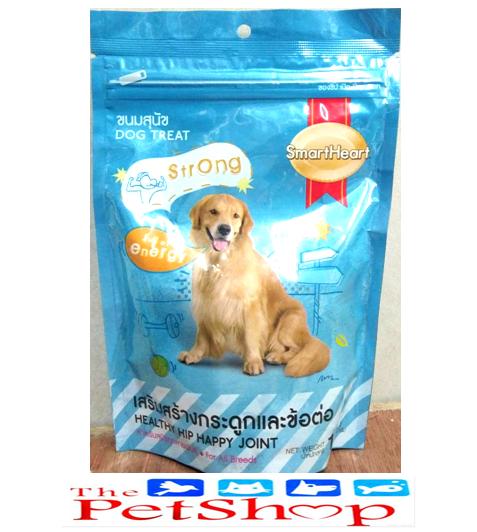 ขนมสุนัข
DOG TREAT
SmartHeart
Strong
energy
เสริมสร้างกระดูกและข้อต่อ
HEALTHY HIP HAPPY JOINT
For All Breeds
NET WEIGHT
The
PetShop